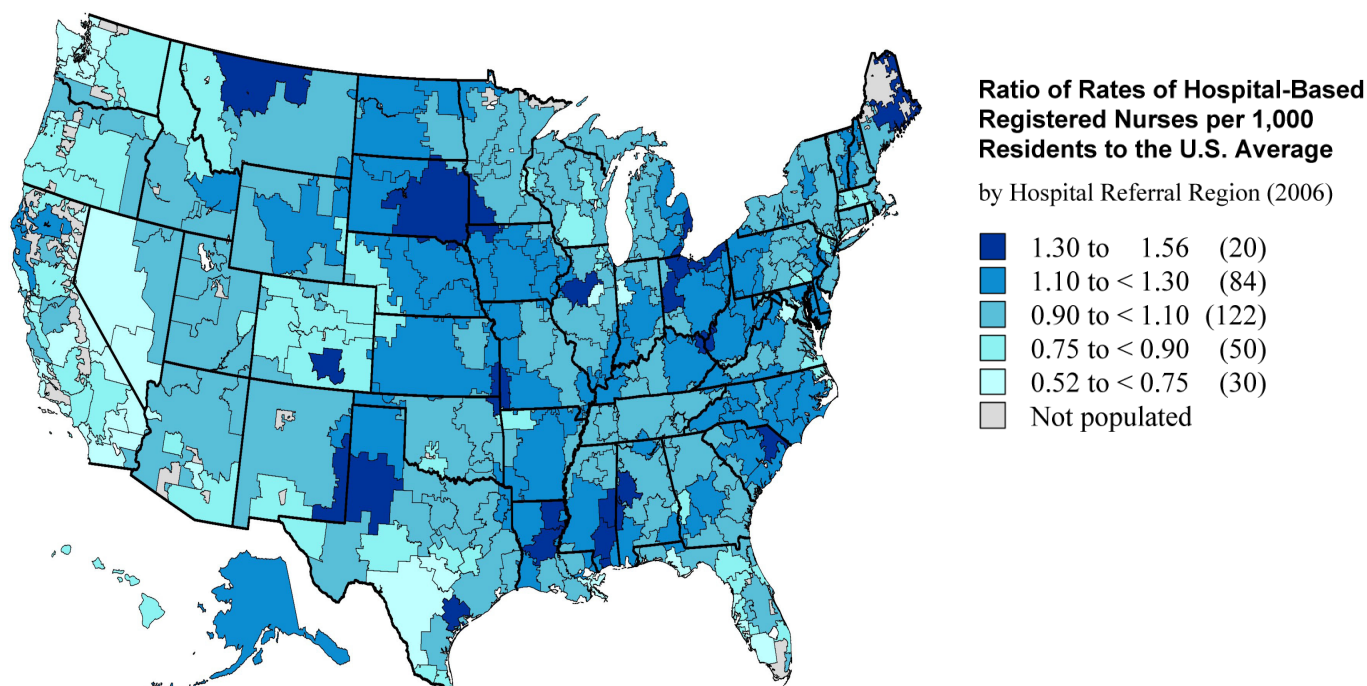 Ratio of Rates of Hospital-Based
Registered Nurses per 1,000
Residents to the U.S. Average
by Hospital Referral Region (2006)
1.30 to 1.56 (20)
1.10 to < 1.30 (84)
0.90 to < 1.10 (122)
0.75 to < 0.90 (50)
0.52 to < 0.75 (30)
Not populated